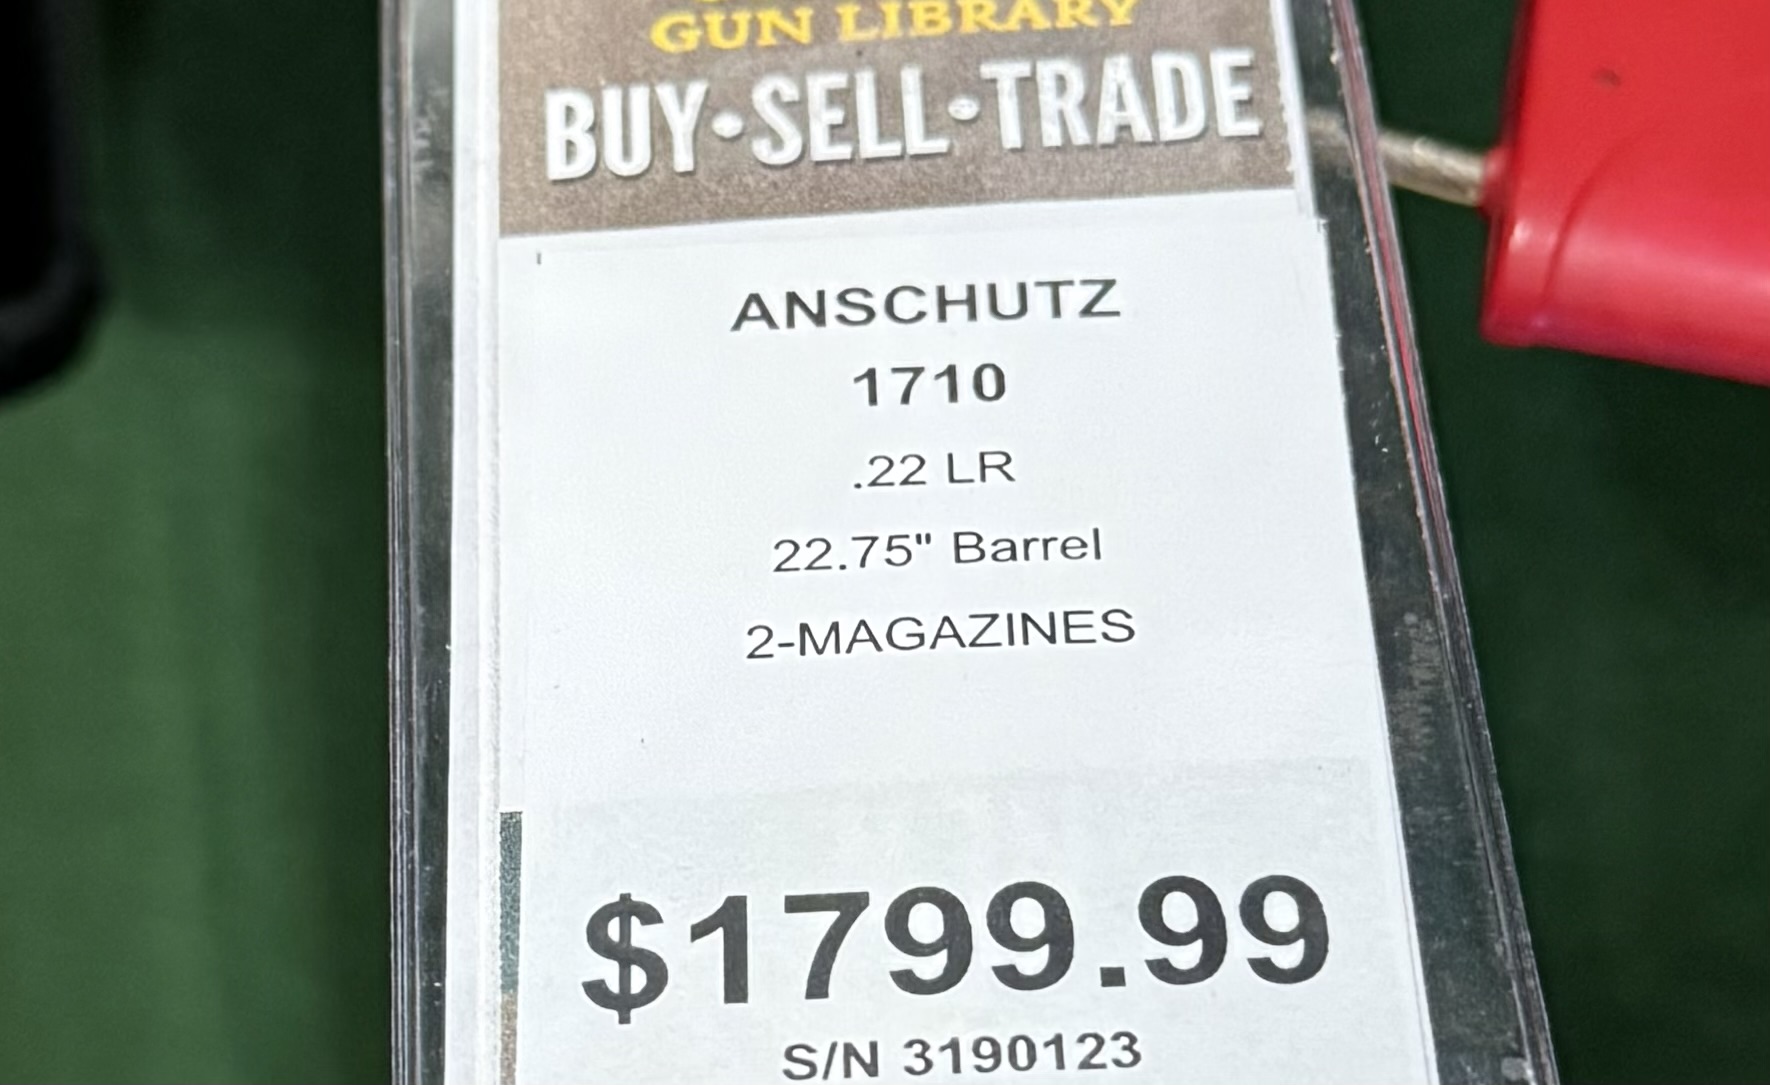 GUN LIBRARY
BUY•SELL•TRADE
ANSCHUTZ
1710
.22 LR
22.75" Barrel
2-MAGAZINES
$1799.99
S/N 3190123